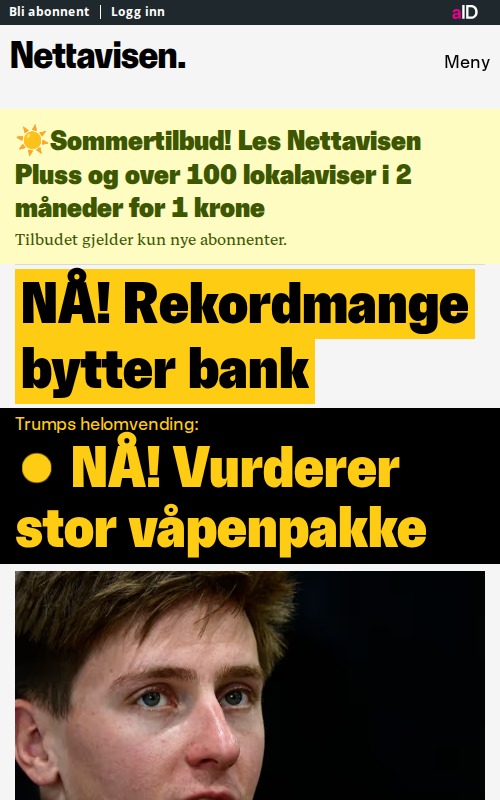 Bli abonnent
Logg inn
aID
Nettavisen.
Meny
Sommertilbud! Les Nettavisen
Pluss og over 100 lokalaviser i 2
måneder for 1 krone
Tilbudet gjelder kun nye abonnenter.
NÅ! Rekordmange
bytter bank
Trumps helomvending:
NÅ! Vurderer
stor våpenpakke